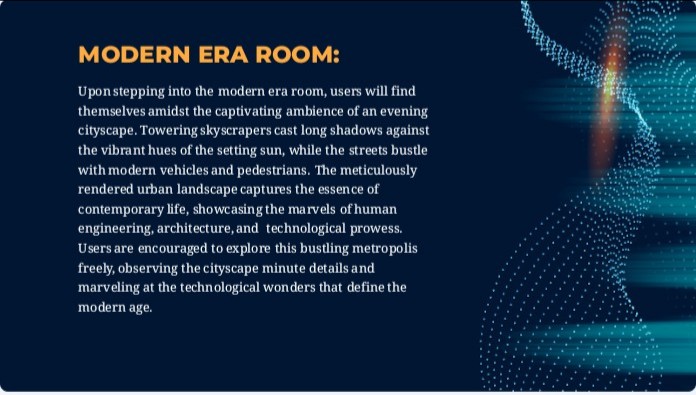 MODERN ERA ROOM:
Upon stepping into the modern era room, users will find
themselves amidst the captivating ambience of an evening
cityscape. Towering skyscrapers cast long shadows against
the vibrant hues of the setting sun, while the streets bustle
with modern vehicles and pedestrians. The meticulously
rendered urban landscape captures the essence of
contemporary life, showcasing the marvels of human
engineering, architecture, and technological prowess.
Users are encouraged to explore this bustling metropolis
freely, observing the cityscape minute details and
marveling at the technological wonders that define the
modern age.